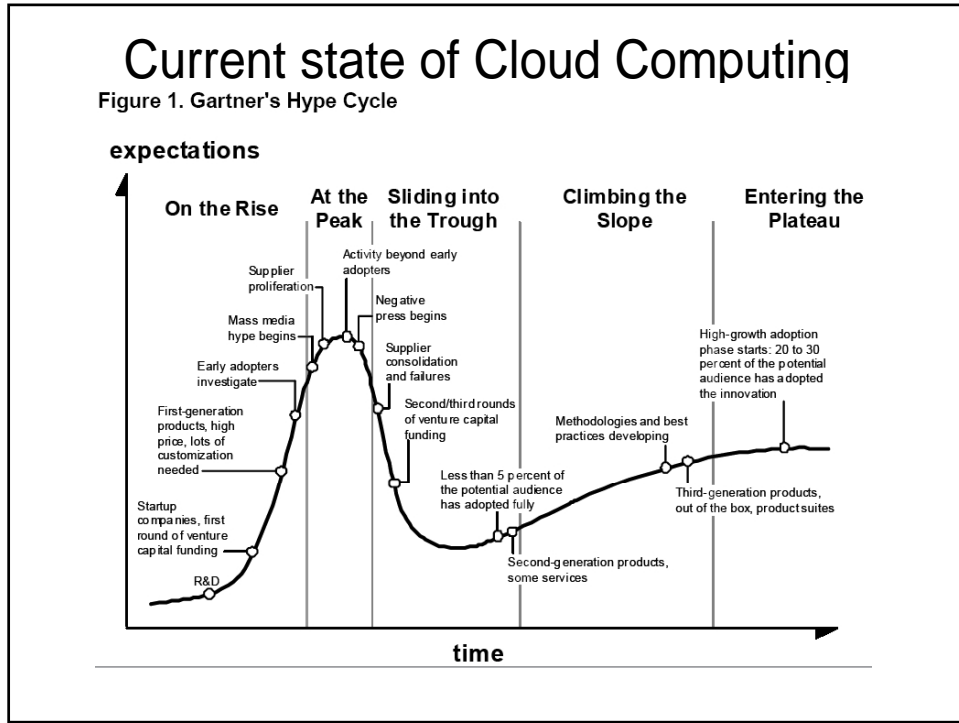 Current state of Cloud Computing
Figure 1. Gartner's Hype Cycle
expectations
On the Rise
At the
Peak
Sliding into
the Trough
Climbing the
Slope
Entering the
Plateau
Activity beyond early
adopters
Supplier
proliferation
Negative
press begins
Mass media
hype begins
Supplier
consolidation
and failures
Early adopters
investigate
High-growth adoption
phase starts: 20 to 30
percent of the potential
audience has adopted
the innovation
First-generation
products, high
price, lots of
customization
needed
Second/third rounds
of venture capital
funding
Methodologies and best
practices developing
Less than 5 percent of
the potential audience
has adopted fully
Third-generation products,
out of the box, product suites
Startup
companies, first
round of venture
capital funding
Second-generation products,
some services
R&D
time